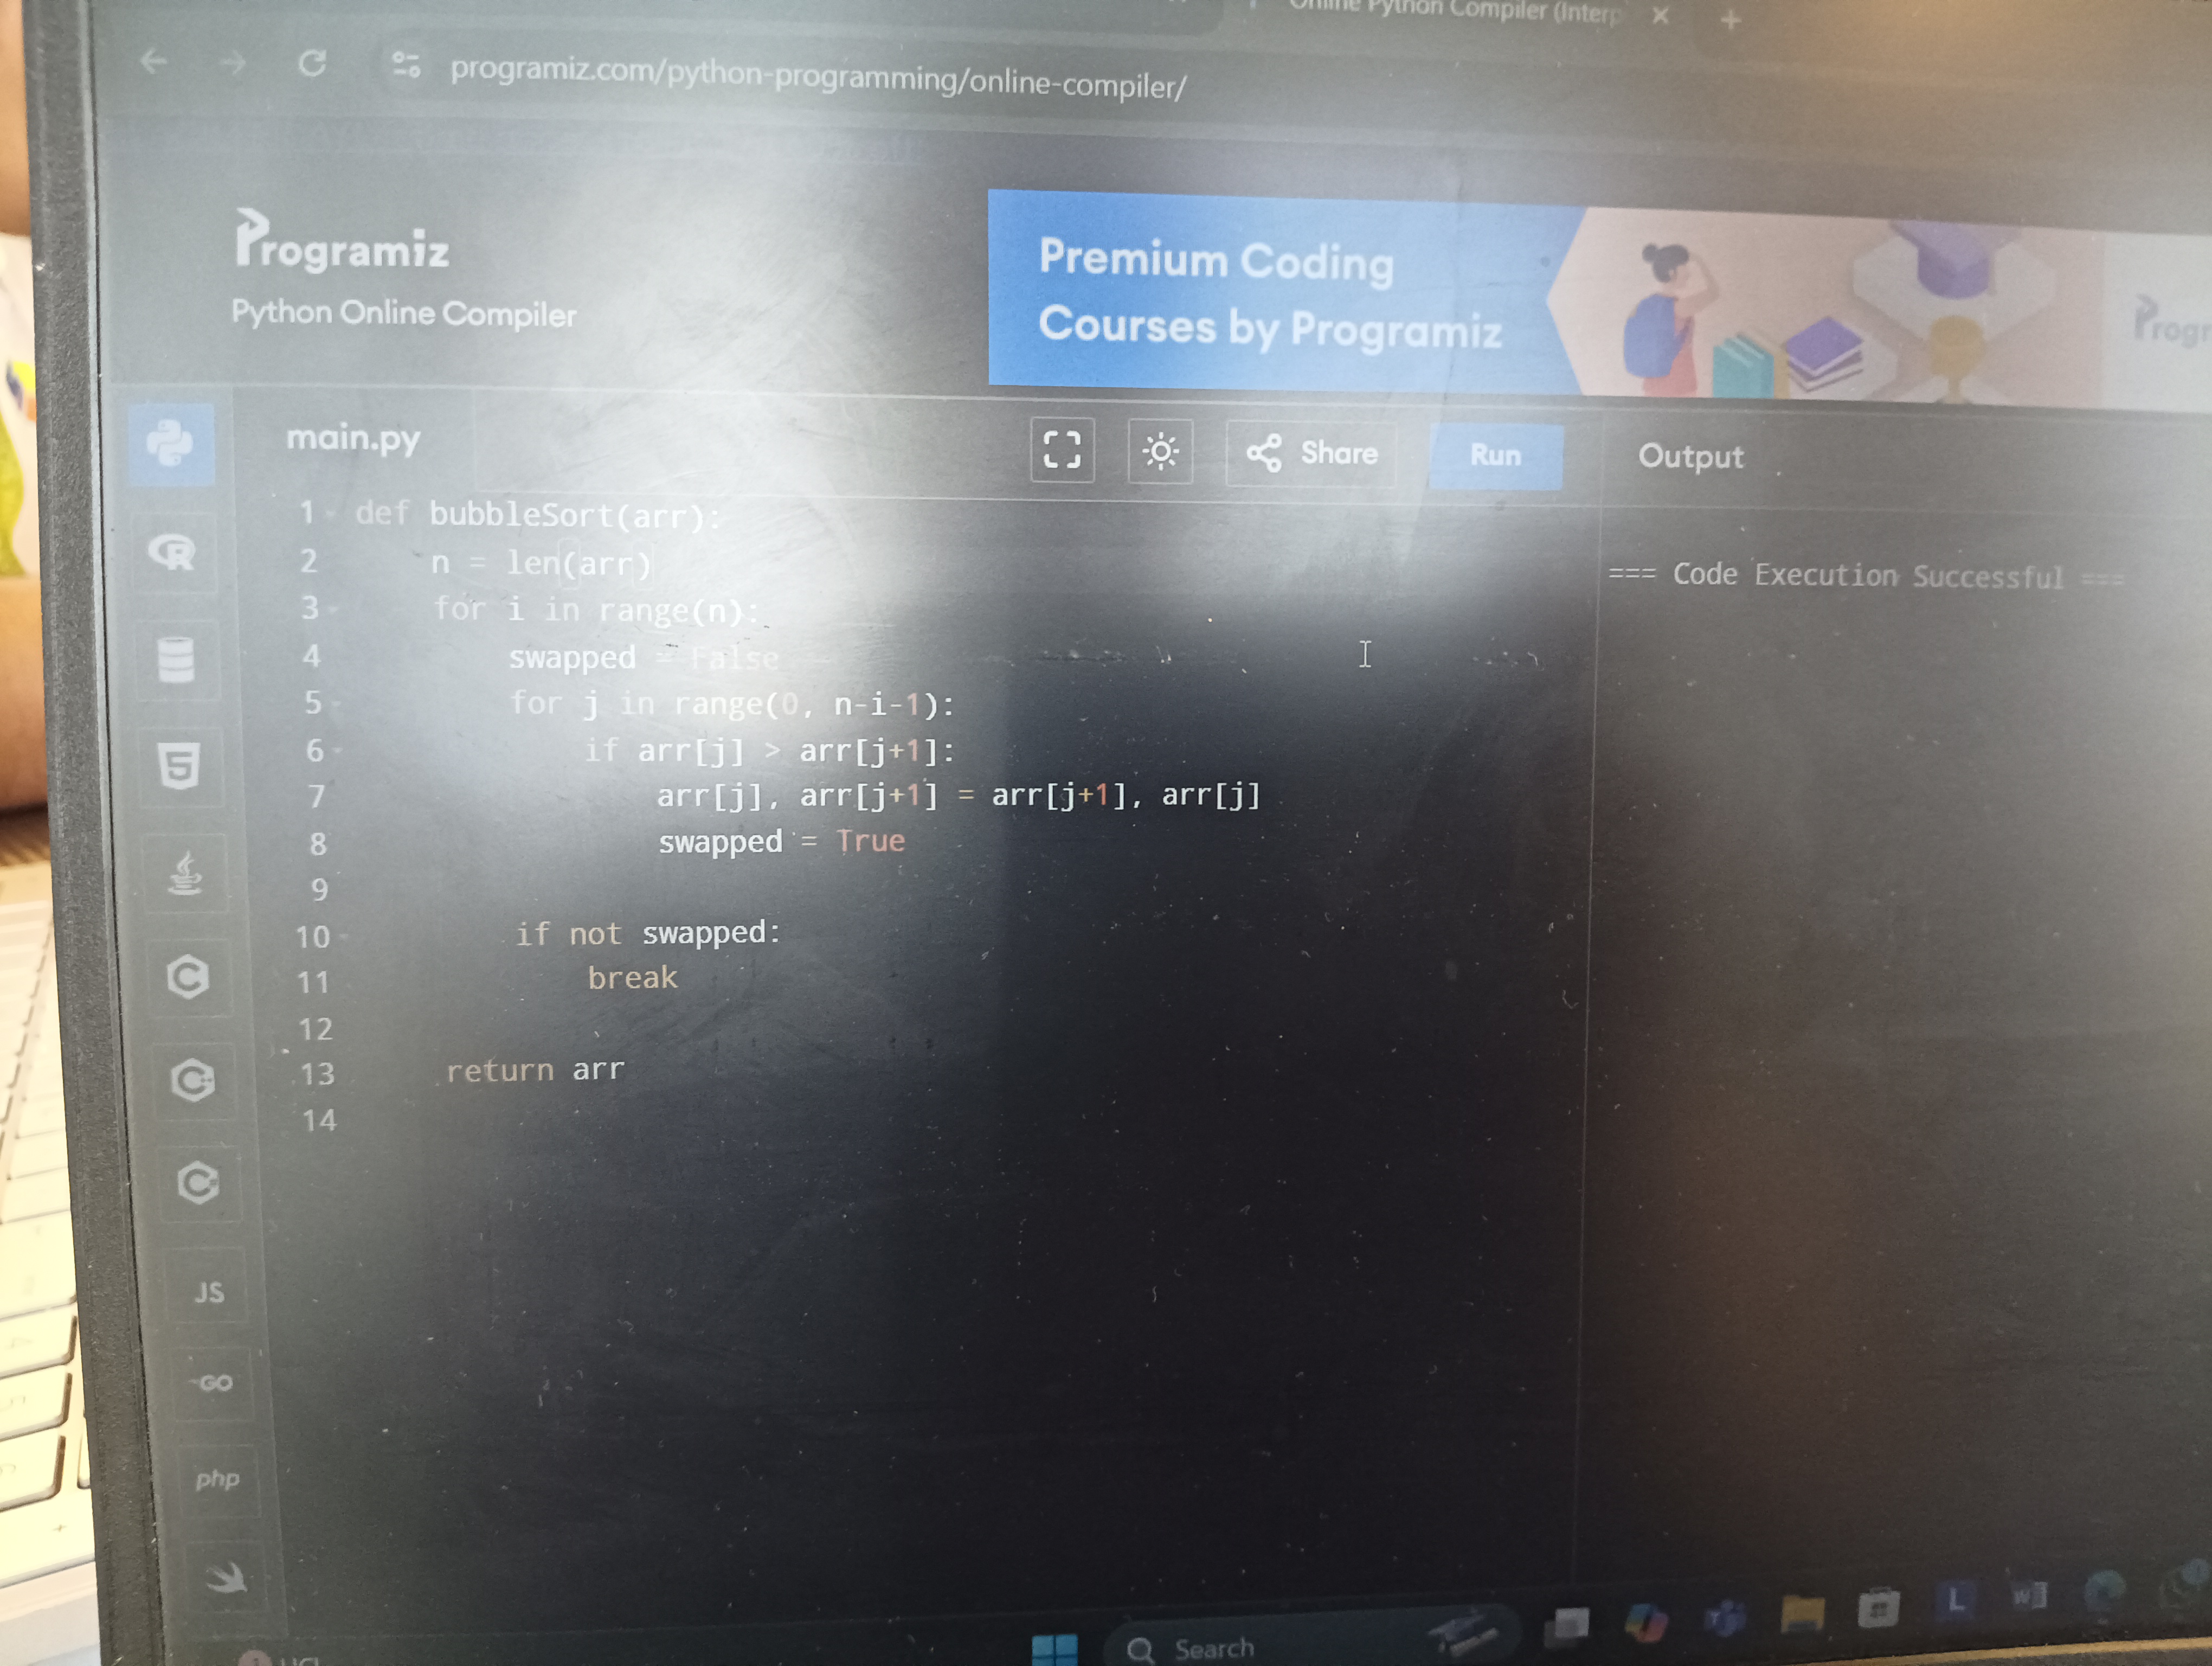 Online Python Compiler (Interp
programiz.com/python-programming/online-compiler/
Programiz
Python Online Compiler
Premium Coding
Courses by Programiz
Progr
main.py
Share
Run
Output
1 def bubbleSort(arr):
2     n = len(arr)
3     for i in range(n):
4         swapped = False
5         for j in range(0, n-i-1):
6             if arr[j] > arr[j+1]:
7                 arr[j], arr[j+1] = arr[j+1], arr[j]
8                 swapped = True
9
10         if not swapped:
11             break
12
13     return arr
14
=== Code Execution Successful ===
JS
GO
php
Search